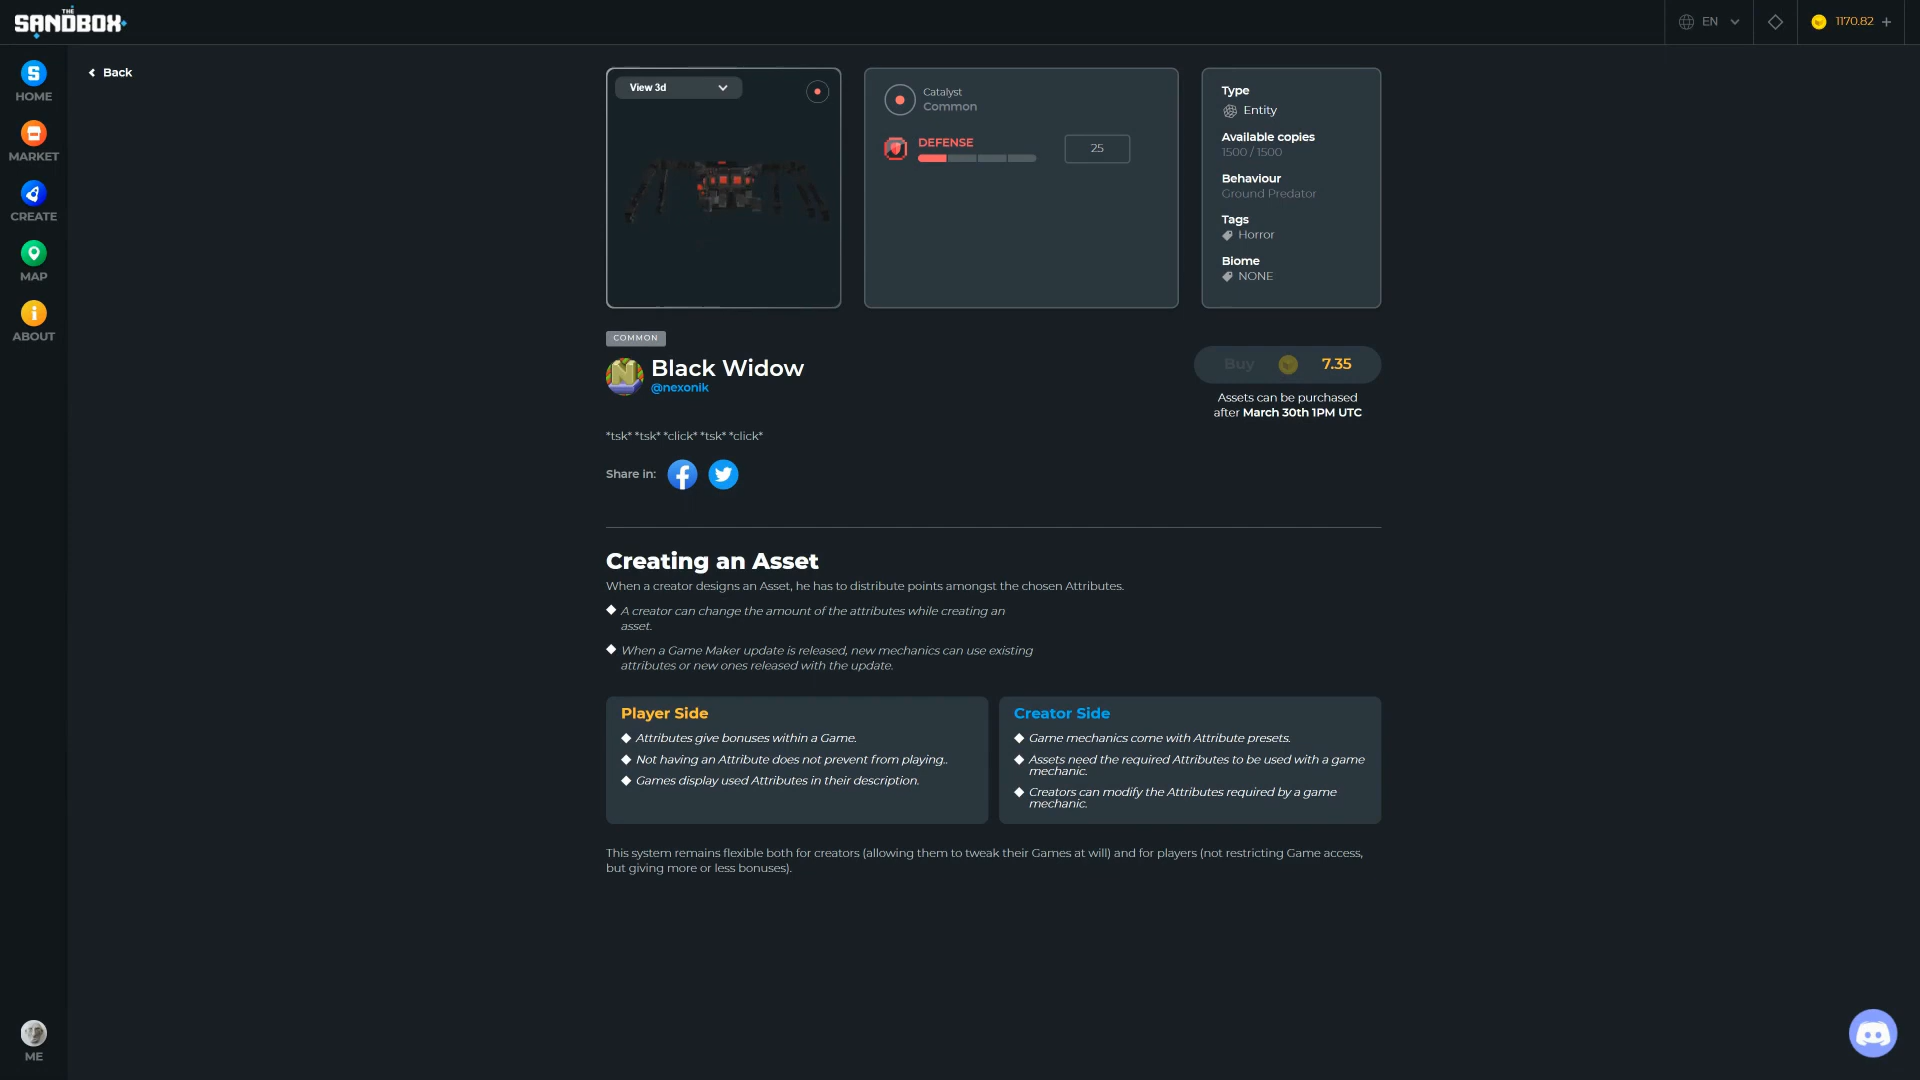 THE
SANDBOX
EN
1170.82 +
HOME
MARKET
CREATE
MAP
ABOUT
ME
Back
View 3d
Catalyst
Common
DEFENSE
25
Type
Entity
Available copies
1500 / 1500
Behaviour
Ground Predator
Tags
Horror
Biome
NONE
COMMON
Black Widow
@nexonik
Buy 7.35
Assets can be purchased
after March 30th 1PM UTC
*tsk* *tsk* *click* *tsk* *click*
Share in:
Creating an Asset
When a creator designs an Asset, he has to distribute points amongst the chosen Attributes.
A creator can change the amount of the attributes while creating an
asset.
When a Game Maker update is released, new mechanics can use existing
attributes or new ones released with the update.
Player Side
Attributes give bonuses within a Game.
Not having an Attribute does not prevent from playing..
Games display used Attributes in their description.
Creator Side
Game mechanics come with Attribute presets.
Assets need the required Attributes to be used with a game
mechanic.
Creators can modify the Attributes required by a game
mechanic.
This system remains flexible both for creators (allowing them to tweak their Games at will) and for players (not restricting Game access,
but giving more or less bonuses).